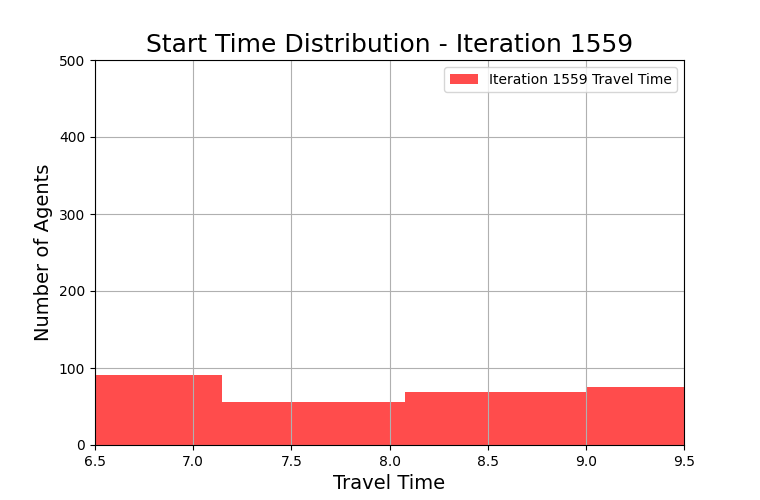 Start Time Distribution - Iteration 1559
Iteration 1559 Travel Time
Number of Agents
500
400
300
200
100
0
6.5 7.0 7.5 8.0 8.5 9.0 9.5
Travel Time